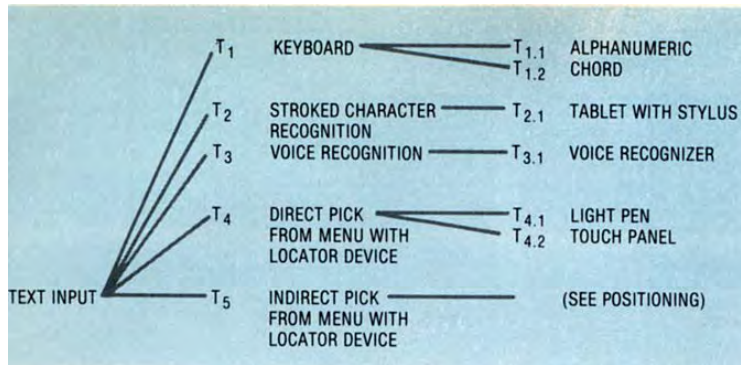 T1 KEYBOARD T1.1 ALPHANUMERIC
T1.2 CHORD
T2 STROKED CHARACTER RECOGNITION T2.1 TABLET WITH STYLUS
T3 VOICE RECOGNITION T3.1 VOICE RECOGNIZER
T4 DIRECT PICK T4.1 LIGHT PEN
FROM MENU WITH T4.2 TOUCH PANEL
LOCATOR DEVICE
TEXT INPUT T5 INDIRECT PICK (SEE POSITIONING)
FROM MENU WITH
LOCATOR DEVICE